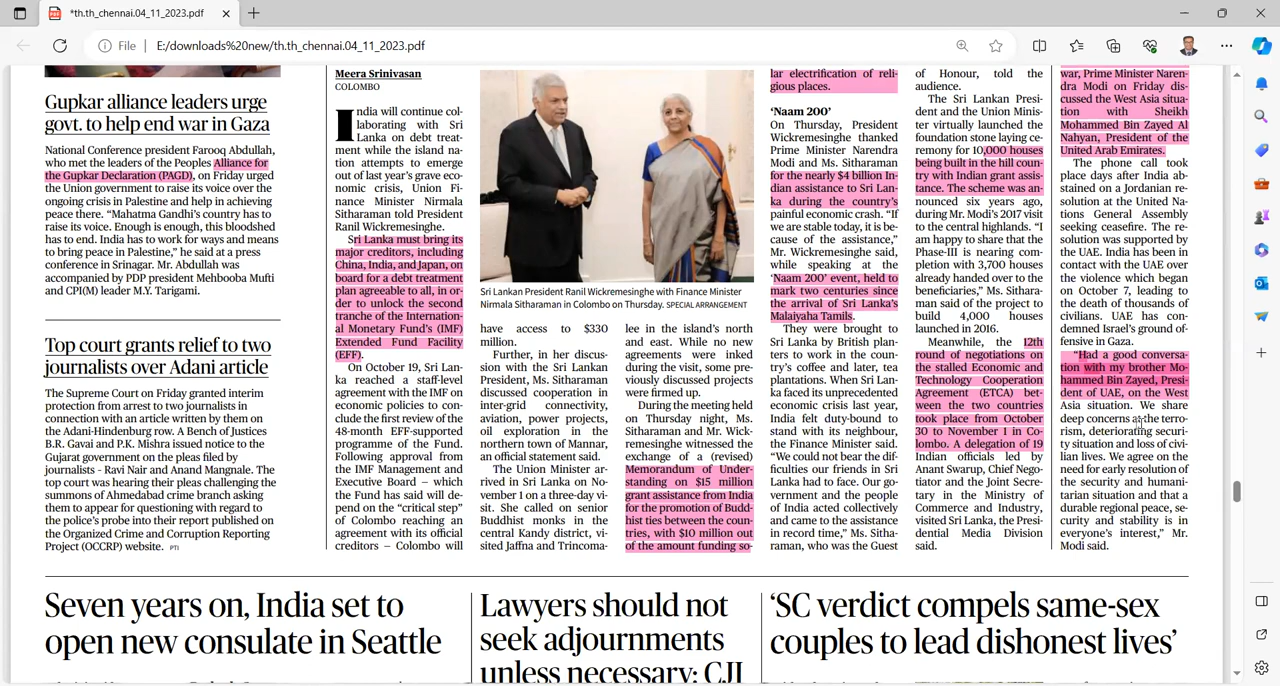 *th.th_chennai.04_11_2023.pdf
File
E:/downloads%20new/th.th_chennai.04_11_2023.pdf
Gupkar alliance leaders urge
govt. to help end war in Gaza
National Conference president Farooq Abdullah,
who met the leaders of the Peoples Alliance for
the Gupkar Declaration (PAGD), on Friday urged
the Union government to raise its voice over the
ongoing crisis in Palestine and help in achieving
peace there. “Mahatma Gandhi’s country has to
raise its voice. Enough is enough, this bloodshed
has to end. India has to work for ways and means
to bring peace in Palestine,” he said at a press
conference in Srinagar. Mr. Abdullah was
accompanied by PDP president Mehbooba Mufti
and CPI(M) leader M.Y. Tarigami.
Top court grants relief to two
journalists over Adani article
The Supreme Court on Friday granted interim
protection from arrest to two journalists in
connection with an article written by them on
the Adani-Hindenburg row. A Bench of Justices
B.R. Gavai and P.K. Mishra issued notice to the
Gujarat government on the pleas filed by
journalists - Ravi Nair and Anand Mangnale. The
top court was hearing their pleas challenging the
summons of Ahmedabad crime branch asking
them to appear for questioning with regard to
the police’s probe into their report published on
the Organized Crime and Corruption Reporting
Project (OCCRP) website. PTI
Meera Srinivasan
COLOMBO
India will continue col-
laborating with Sri
Lanka on debt treat-
ment while the island na-
tion attempts to emerge
out of last year’s grave eco-
nomic crisis, Union Fi-
nance Minister Nirmala
Sitharaman told President
Ranil Wickremesinghe.
Sri Lanka must bring its
major creditors, including
China, India, and Japan, on
board for a debt treatment
plan agreeable to all, in or-
der to unlock the second
tranche of the Internation-
al Monetary Fund’s (IMF)
Extended Fund Facility
(EFF).
On October 19, Sri Lan-
ka reached a staff-level
agreement with the IMF on
economic policies to con-
clude the first review of the
48-month EFF-supported
programme of the Fund.
Following approval from
the IMF Management and
Executive Board – which
the Fund has said will de-
pend on the “critical step”
of Colombo reaching an
agreement with its official
creditors – Colombo will
Sri Lankan President Ranil Wickremesinghe with Finance Minister
Nirmala Sitharaman in Colombo on Thursday. SPECIAL ARRANGEMENT
have access to $330
million.
Further, in her discus-
sion with the Sri Lankan
President, Ms. Sitharaman
discussed cooperation in
inter-grid connectivity,
aviation, power projects,
oil exploration in the
northern town of Mannar,
an official statement said.
The Union Minister ar-
rived in Sri Lanka on No-
vember 1 on a three-day vi-
sit. She called on senior
Buddhist monks in the
central Kandy district, vi-
sited Jaffna and Trincoma-
lee in the island’s north
and east. While no new
agreements were inked
during the visit, some pre-
viously discussed projects
were firmed up.
During the meeting held
on Thursday night, Ms.
Sitharaman and Mr. Wick-
remesinghe witnessed the
exchange of a (revised)
Memorandum of Under-
standing on $15 million
grant assistance from India
for the promotion of Budd-
hist ties between the coun-
tries, with $10 million out
of the amount funding so-
lar electrification of reli-
gious places.
‘Naam 200’
On Thursday, President
Wickremesinghe thanked
Prime Minister Narendra
Modi and Ms. Sitharaman
for the nearly $4 billion In-
dian assistance to Sri Lan-
ka during the country’s
painful economic crash. “If
we are stable today, it is be-
cause of the assistance,”
Mr. Wickremesinghe said,
while speaking at the
‘Naam 200’ event, held to
mark two centuries since
the arrival of Sri Lanka’s
Malaiyaha Tamils.
They were brought to
Sri Lanka by British plan-
ters to work in the coun-
try’s coffee and later, tea
plantations. When Sri Lan-
ka faced its unprecedented
economic crisis last year,
India felt duty-bound to
stand with its neighbour,
the Finance Minister said.
“We could not bear the dif-
ficulties our friends in Sri
Lanka had to face. Our go-
vernment and the people
of India acted collectively
and came to the assistance
in record time,” Ms. Sitha-
raman, who was the Guest
of Honour, told the
audience.
The Sri Lankan Presi-
dent and the Union Minis-
ter virtually launched the
foundation stone laying ce-
remony for 10,000 houses
being built in the hill coun-
try with Indian grant assis-
tance. The scheme was an-
nounced six years ago,
during Mr. Modi’s 2017 visit
to the central highlands. “I
am happy to share that the
Phase-III is nearing com-
pletion with 3,700 houses
already handed over to the
beneficiaries,” Ms. Sithara-
man said of the project to
build 4,000 houses
launched in 2016.
Meanwhile, the 12th
round of negotiations on
the stalled Economic and
Technology Cooperation
Agreement (ETCA) bet-
ween the two countries
took place from October
30 to November 1 in Co-
lombo. A delegation of 19
Indian officials led by
Anant Swarup, Chief Nego-
tiator and the Joint Secre-
tary in the Ministry of
Commerce and Industry,
visited Sri Lanka, the Presi-
dential Media Division
said.
war, Prime Minister Naren-
dra Modi on Friday dis-
cussed the West Asia situa-
tion with Sheikh
Mohammed Bin Zayed Al
Nahyan, President of the
United Arab Emirates.
The phone call took
place days after India ab-
stained on a Jordanian re-
solution at the United Na-
tions General Assembly
seeking ceasefire. The re-
solution was supported by
the UAE. India has been in
contact with the UAE over
the violence which began
on October 7, leading to
the death of thousands of
civilians. UAE has con-
demned Israel’s ground of-
fensive in Gaza.
“Had a good conversa-
tion with my brother Mo-
hammed Bin Zayed, Presi-
dent of UAE, on the West
Asia situation. We share
deep concerns at the terro-
rism, deteriorating securi-
ty situation and loss of civi-
lian lives. We agree on the
need for early resolution of
the security and humani-
tarian situation and that a
durable regional peace, se-
curity and stability is in
everyone’s interest,” Mr.
Modi said.
Seven years on, India set to
open new consulate in Seattle
Lawyers should not
seek adjournments
unless necessary: CJI
‘SC verdict compels same-sex
couples to lead dishonest lives’